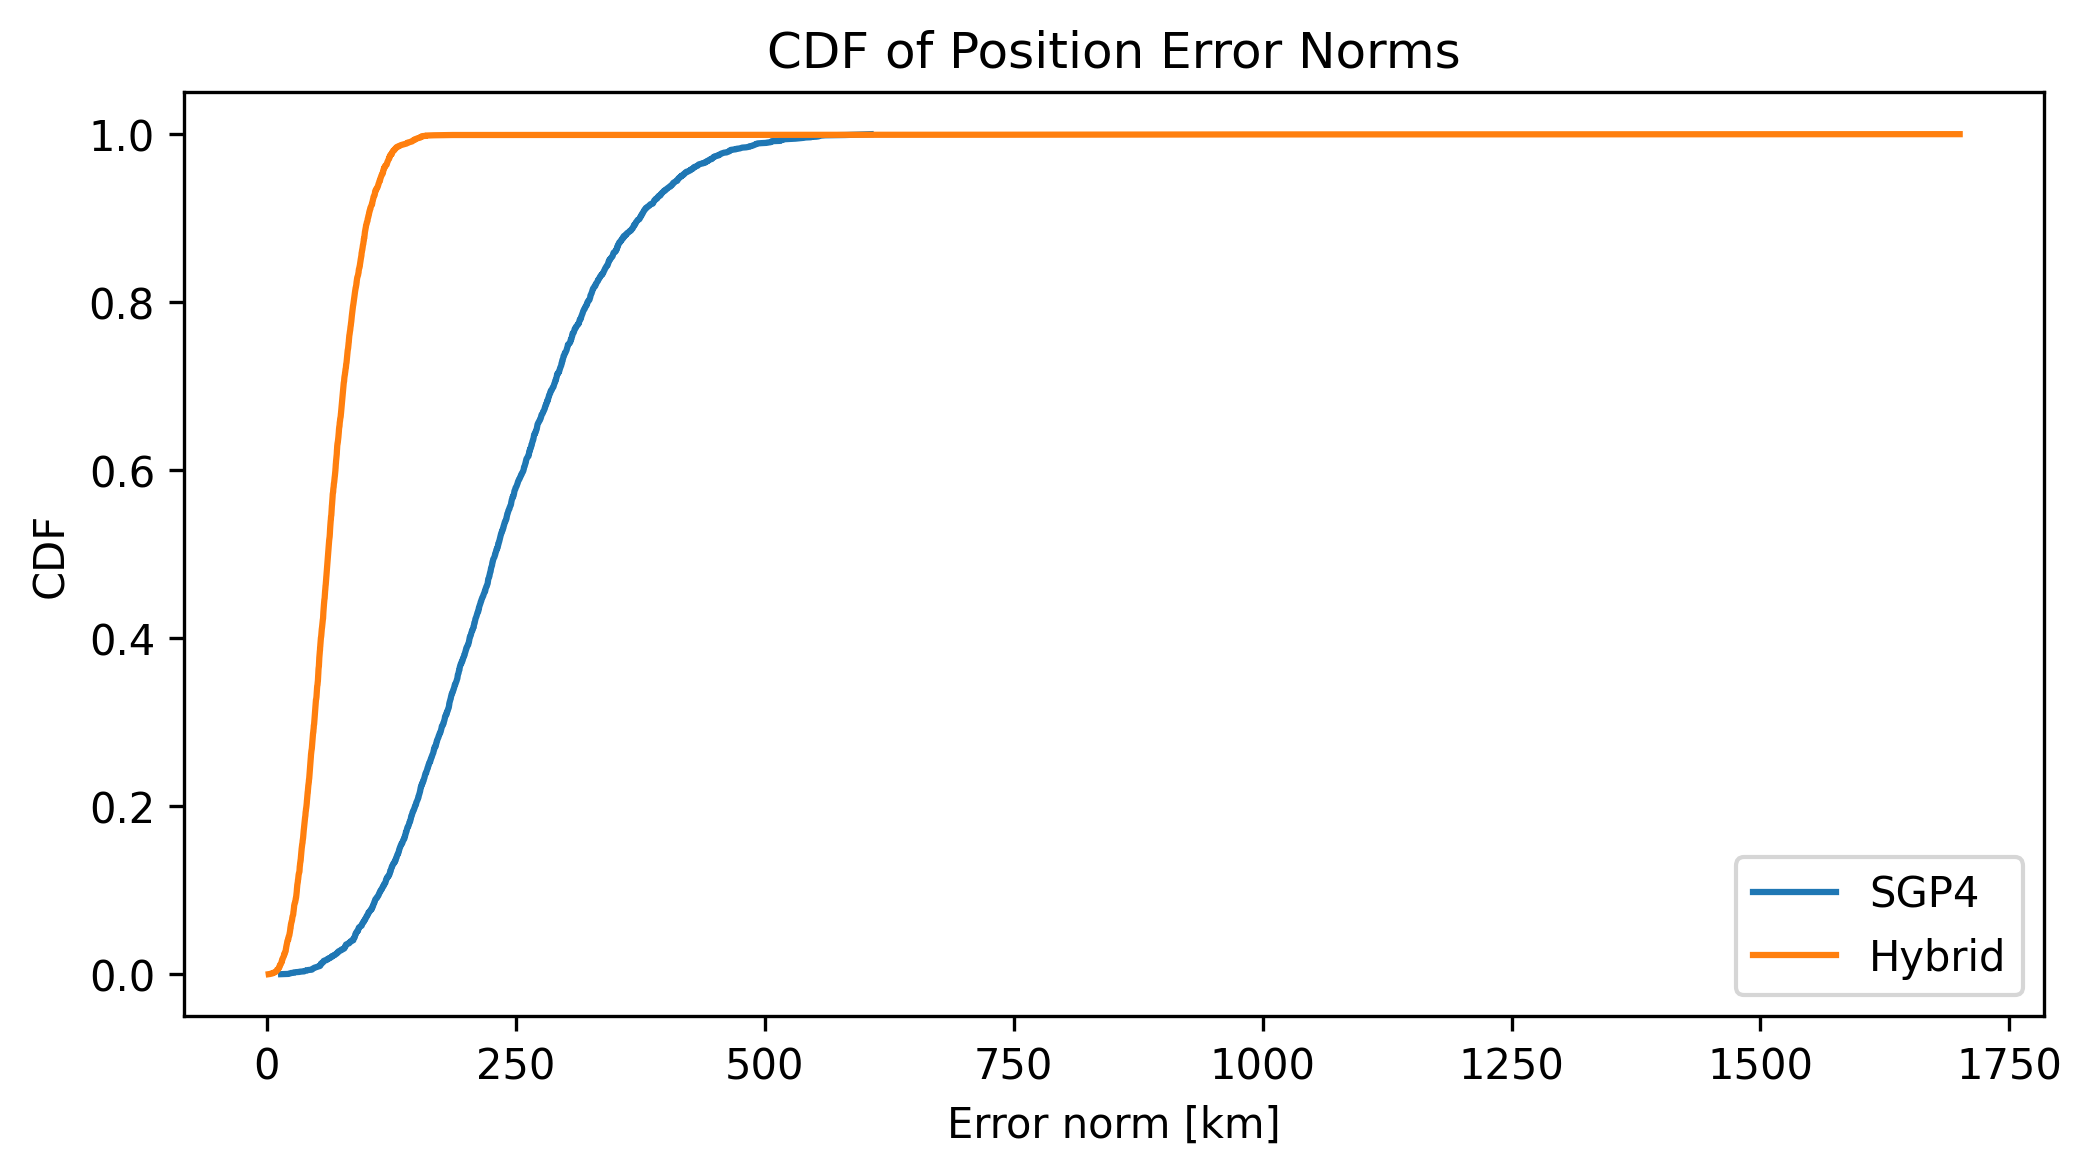 CDF of Position Error Norms
1.0
0.8
0.6
0.4
0.2
0.0
CDF
0 250 500 750 1000 1250 1500 1750
Error norm [km]
SGP4
Hybrid